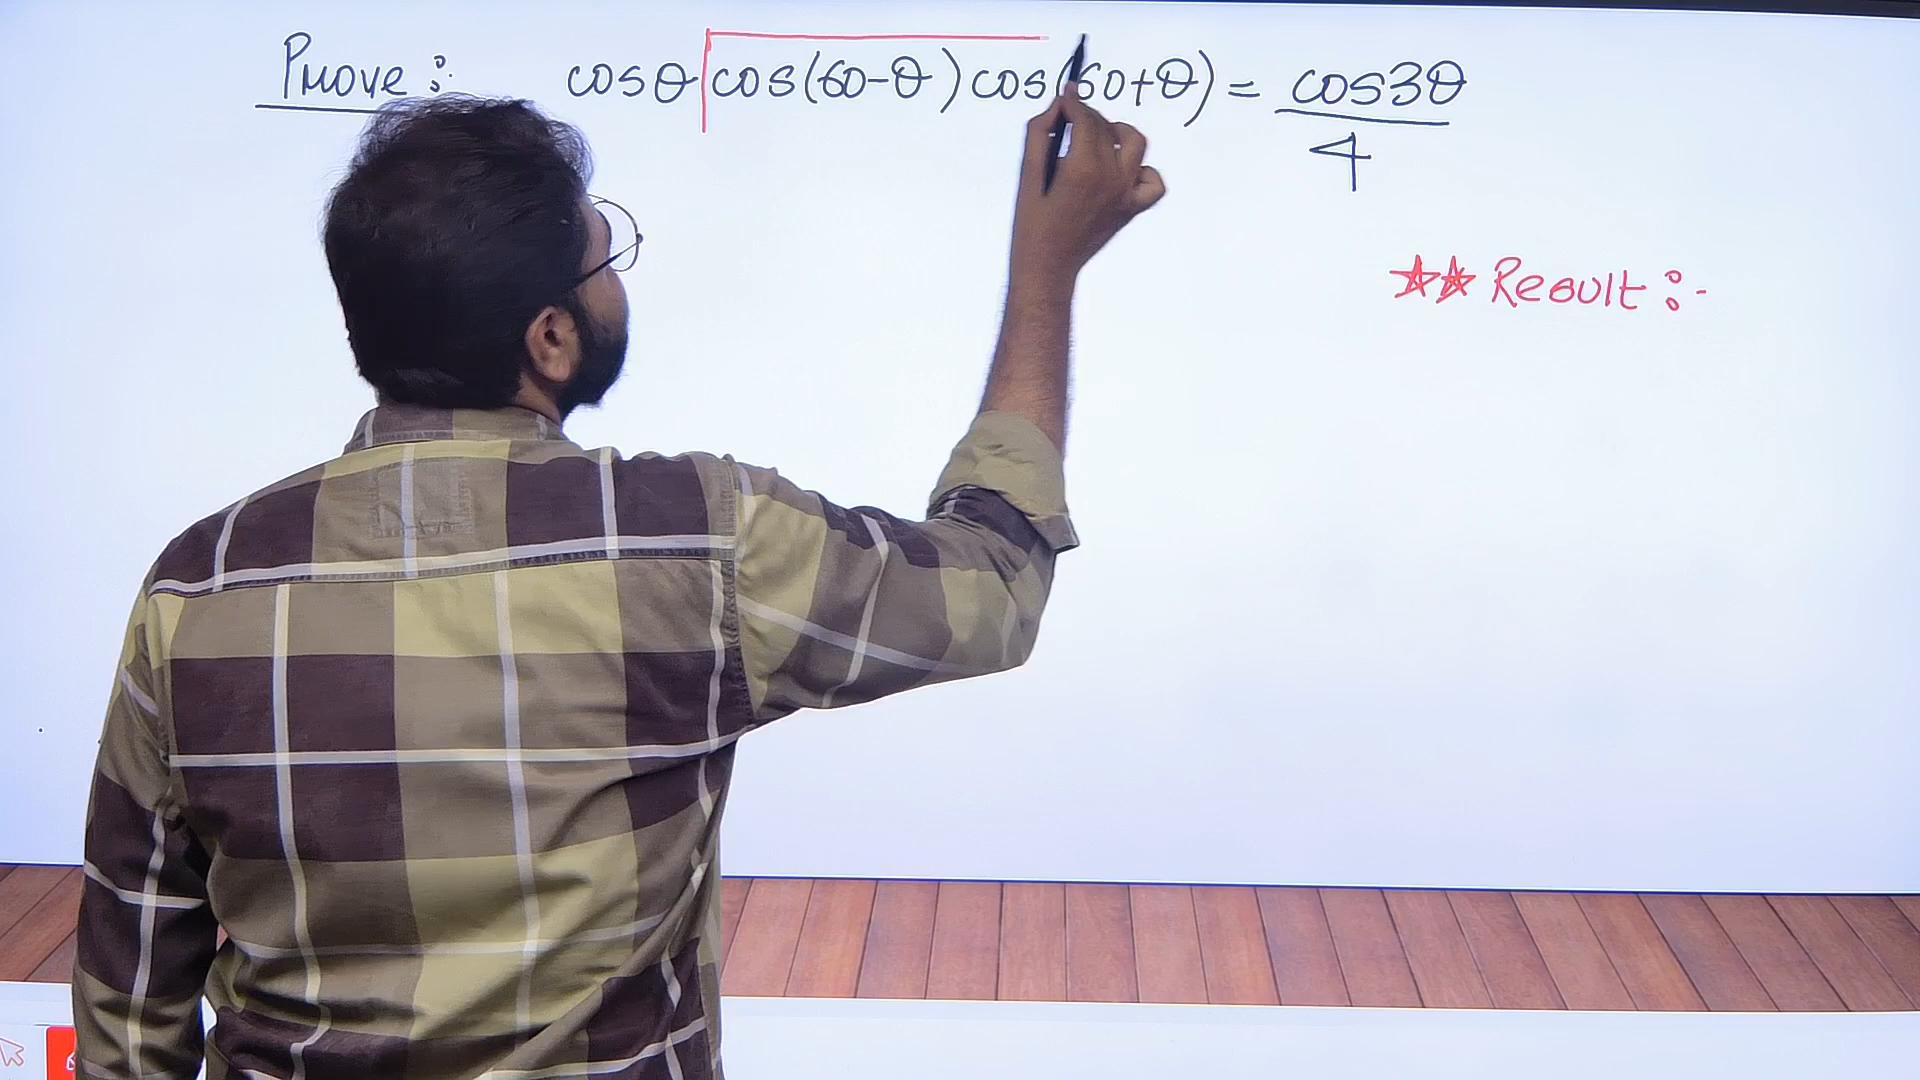 Prove :- cosθ cos(60-θ) cos(60+θ) = cos3θ/4
★★ Result :-